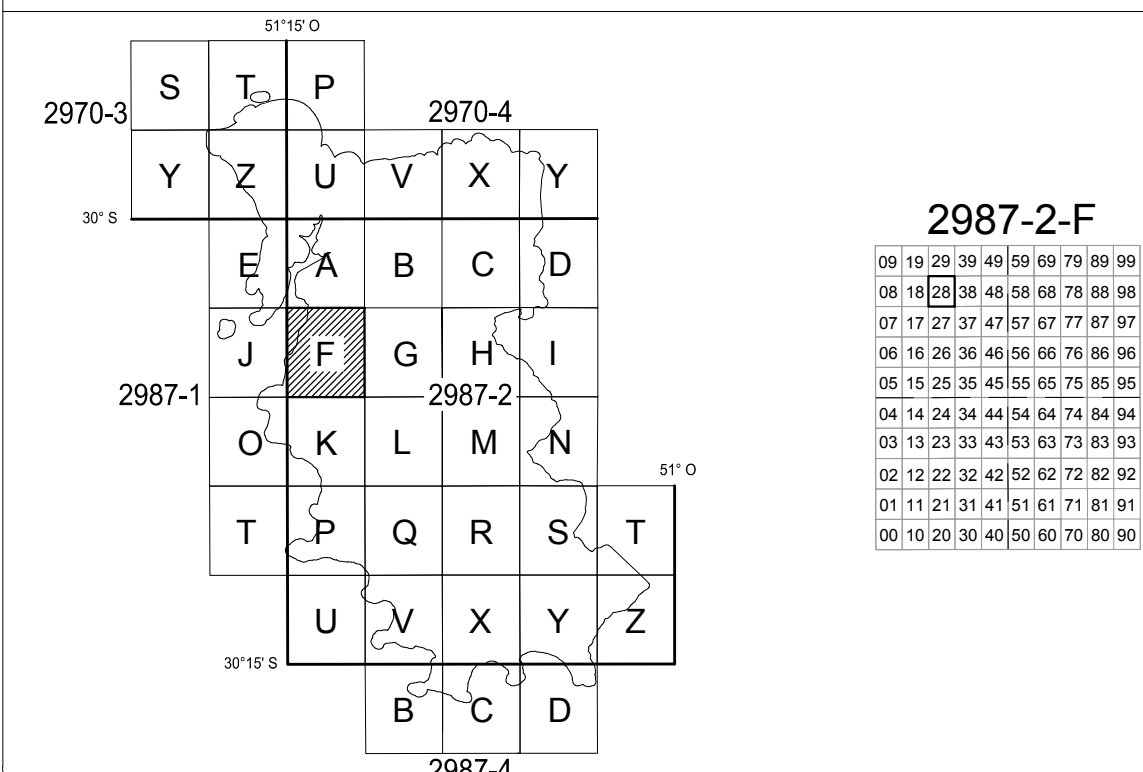 51°15' O
S T P
2970-3 2970-4
Y Z U V X Y
30° S
E A B C D
J F G H I
2987-1 2987-2
O K L M N
51° O
T P Q R S T
U V X Y Z
30°15' S
B C D
2987-4
2987-2-F
09 19 29 39 49 59 69 79 89 99
08 18 28 38 48 58 68 78 88 98
07 17 27 37 47 57 67 77 87 97
06 16 26 36 46 56 66 76 86 96
05 15 25 35 45 55 65 75 85 95
04 14 24 34 44 54 64 74 84 94
03 13 23 33 43 53 63 73 83 93
02 12 22 32 42 52 62 72 82 92
01 11 21 31 41 51 61 71 81 91
00 10 20 30 40 50 60 70 80 90